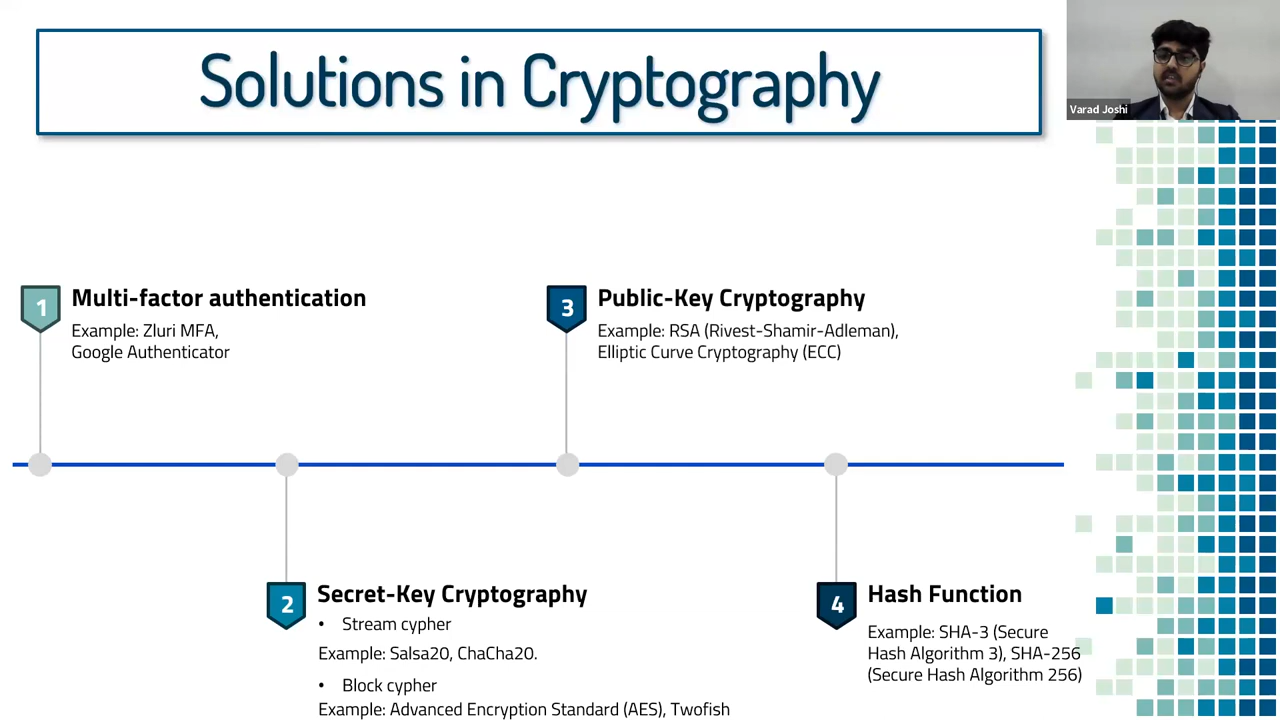 Solutions in Cryptography
Varad Joshi
1
Multi-factor authentication
Example: Zluri MFA,
Google Authenticator
3
Public-Key Cryptography
Example: RSA (Rivest-Shamir-Adleman),
Elliptic Curve Cryptography (ECC)
2
Secret-Key Cryptography
• Stream cypher
Example: Salsa20, ChaCha20.
• Block cypher
Example: Advanced Encryption Standard (AES), Twofish
4
Hash Function
Example: SHA-3 (Secure
Hash Algorithm 3), SHA-256
(Secure Hash Algorithm 256)